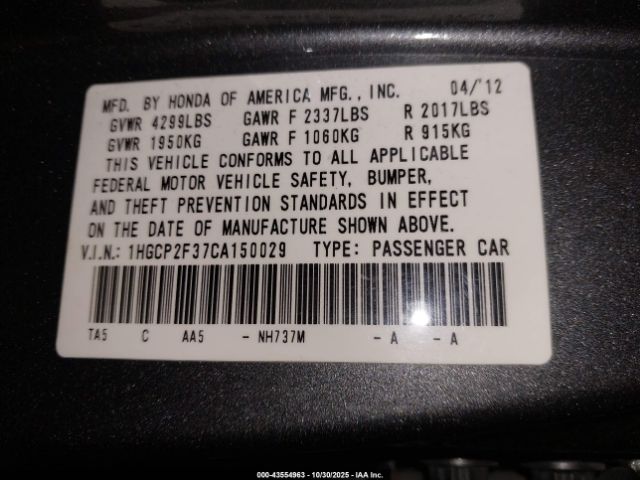 MFD. BY HONDA OF AMERICA MFG., INC. 04/'12
GVWR 4299LBS GAWR F 2337LBS R 2017LBS
GVWR 1950KG GAWR F 1060KG R 915KG
THIS VEHICLE CONFORMS TO ALL APPLICABLE
FEDERAL MOTOR VEHICLE SAFETY, BUMPER,
AND THEFT PREVENTION STANDARDS IN EFFECT
ON THE DATE OF MANUFACTURE SHOWN ABOVE.
V.I.N.: 1HGCP2F37CA150029 TYPE: PASSENGER CAR
TA5 C AA5 - NH737M - A - A
000-43554963 - 10/30/2025 - IAA Inc.